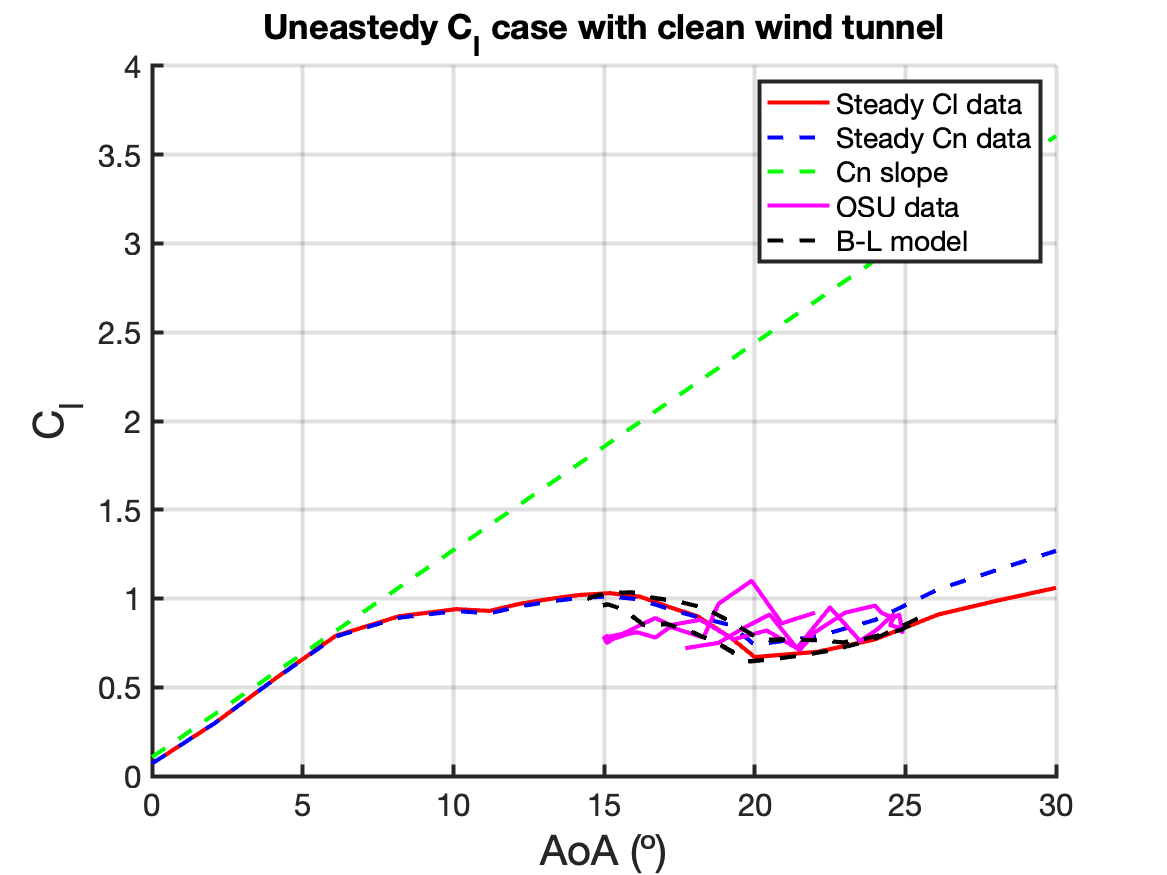 Uneastedy C_l case with clean wind tunnel
4
3.5
3
2.5
2
1.5
1
0.5
0
C_l
Steady Cl data
Steady Cn data
Cn slope
OSU data
B-L model
0 5 10 15 20 25 30
AoA (º)